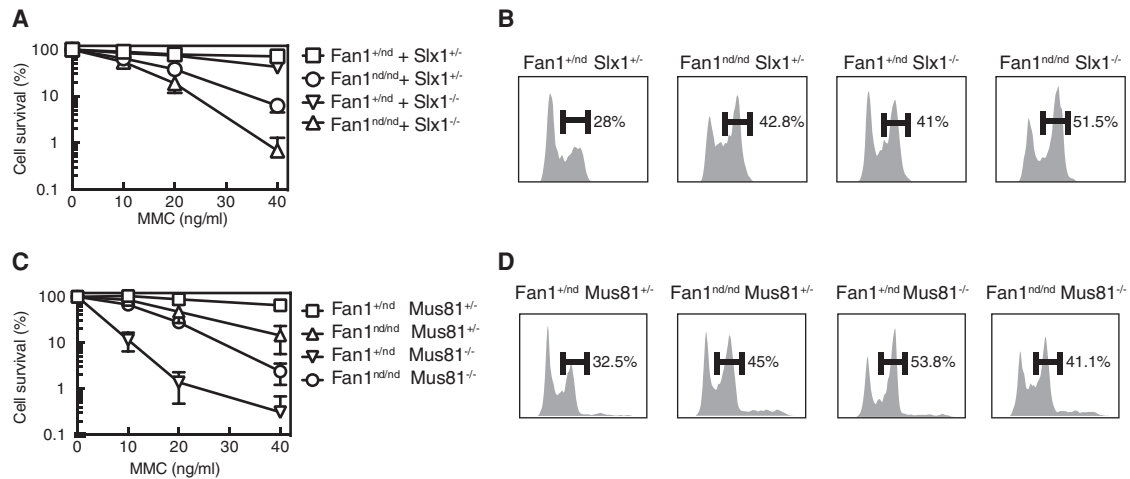 A
Cell survival (%)
100
10
1
0.1
0 10 20 30 40
MMC (ng/ml)
Fan1+/nd + Slx1+/-
Fan1nd/nd+ Slx1+/-
Fan1+/nd + Slx1-/-
Fan1nd/nd+ Slx1-/-
B
Fan1+/nd Slx1+/- Fan1nd/nd Slx1+/- Fan1+/nd Slx1-/- Fan1nd/nd Slx1-/-
28% 42.8% 41% 51.5%
C
Cell survival (%)
100
10
1
0.1
0 10 20 30 40
MMC (ng/ml)
Fan1+/nd Mus81+/-
Fan1nd/nd Mus81+/-
Fan1+/nd Mus81-/-
Fan1nd/nd Mus81-/-
D
Fan1+/nd Mus81+/- Fan1nd/nd Mus81+/- Fan1+/nd Mus81-/- Fan1nd/nd Mus81-/-
32.5% 45% 53.8% 41.1%